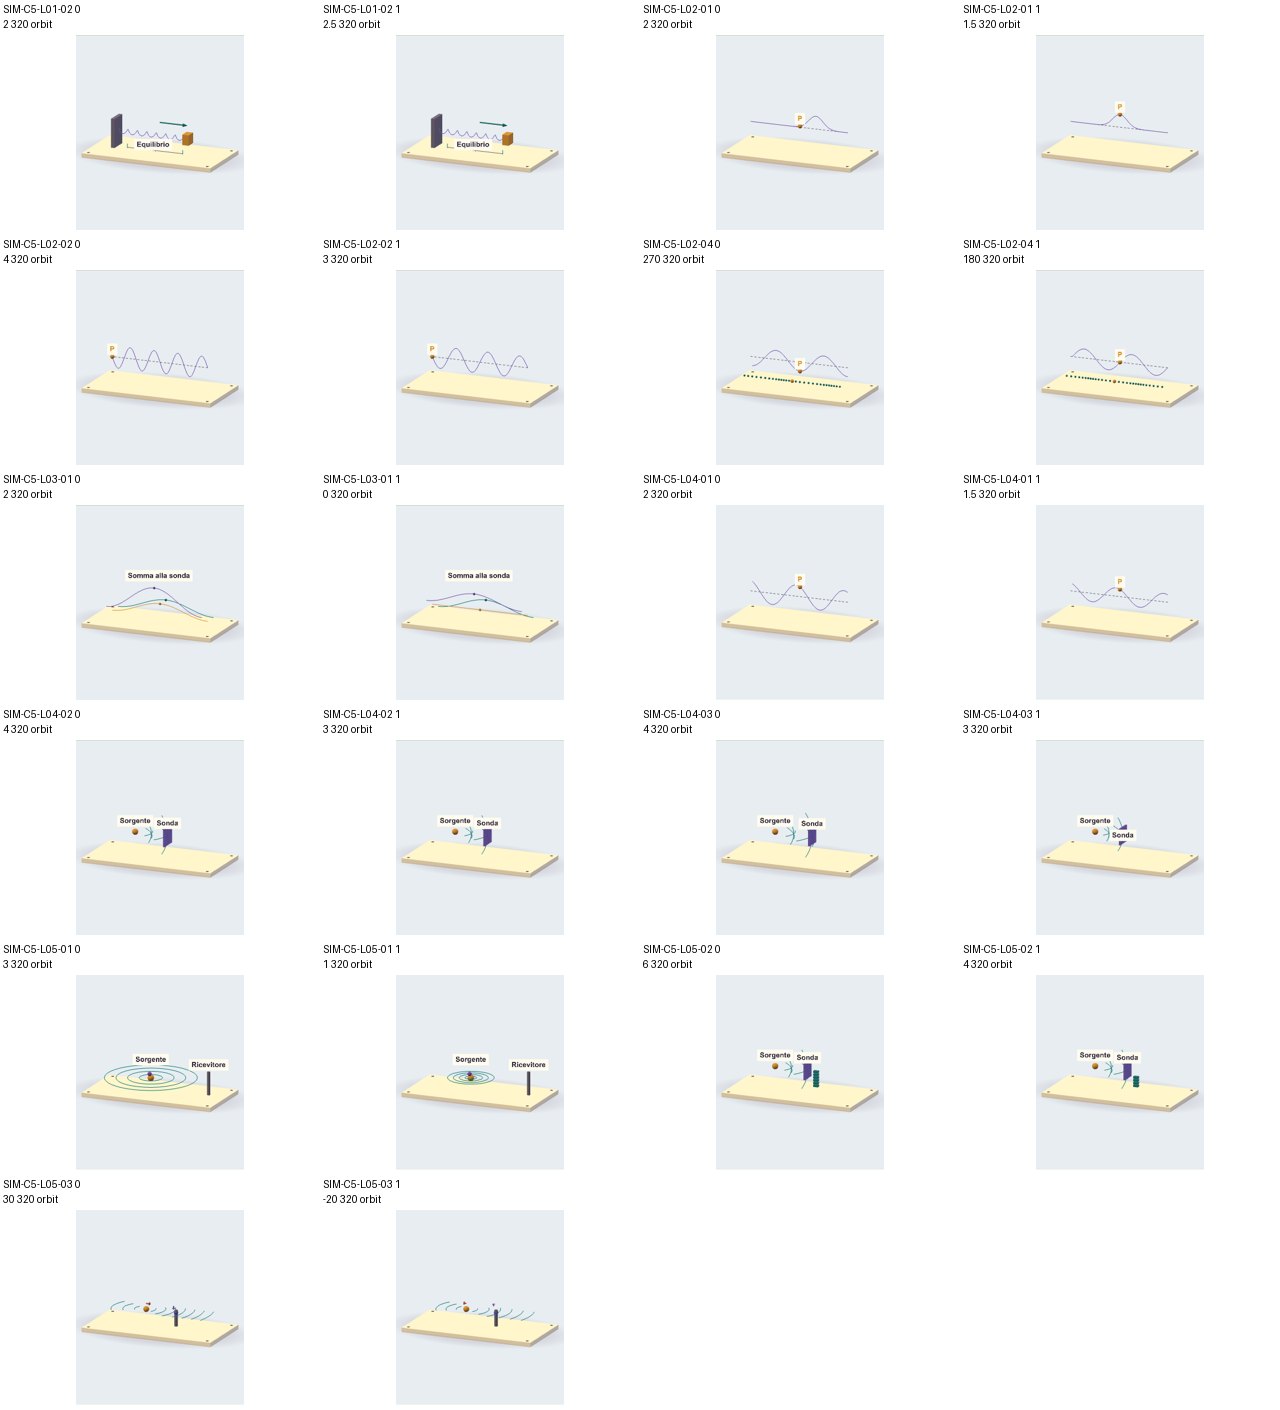 SIM-C5-L01-02 0
2 320 orbit
Equilibrio
SIM-C5-L01-02 1
2.5 320 orbit
Equilibrio
SIM-C5-L02-01 0
2 320 orbit
P
SIM-C5-L02-01 1
1.5 320 orbit
P
SIM-C5-L02-02 0
4 320 orbit
P
SIM-C5-L02-02 1
3 320 orbit
P
SIM-C5-L02-04 0
270 320 orbit
P
SIM-C5-L02-04 1
180 320 orbit
P
SIM-C5-L03-01 0
2 320 orbit
Somma alla sonda
SIM-C5-L03-01 1
0 320 orbit
Somma alla sonda
SIM-C5-L04-01 0
2 320 orbit
P
SIM-C5-L04-01 1
1.5 320 orbit
P
SIM-C5-L04-02 0
4 320 orbit
Sorgente
Sonda
SIM-C5-L04-02 1
3 320 orbit
Sorgente
Sonda
SIM-C5-L04-03 0
4 320 orbit
Sorgente
Sonda
SIM-C5-L04-03 1
3 320 orbit
Sorgente
Sonda
SIM-C5-L05-01 0
3 320 orbit
Sorgente
Ricevitore
SIM-C5-L05-01 1
1 320 orbit
Sorgente
Ricevitore
SIM-C5-L05-02 0
6 320 orbit
Sorgente
Sonda
SIM-C5-L05-02 1
4 320 orbit
Sorgente
Sonda
SIM-C5-L05-03 0
30 320 orbit
SIM-C5-L05-03 1
-20 320 orbit